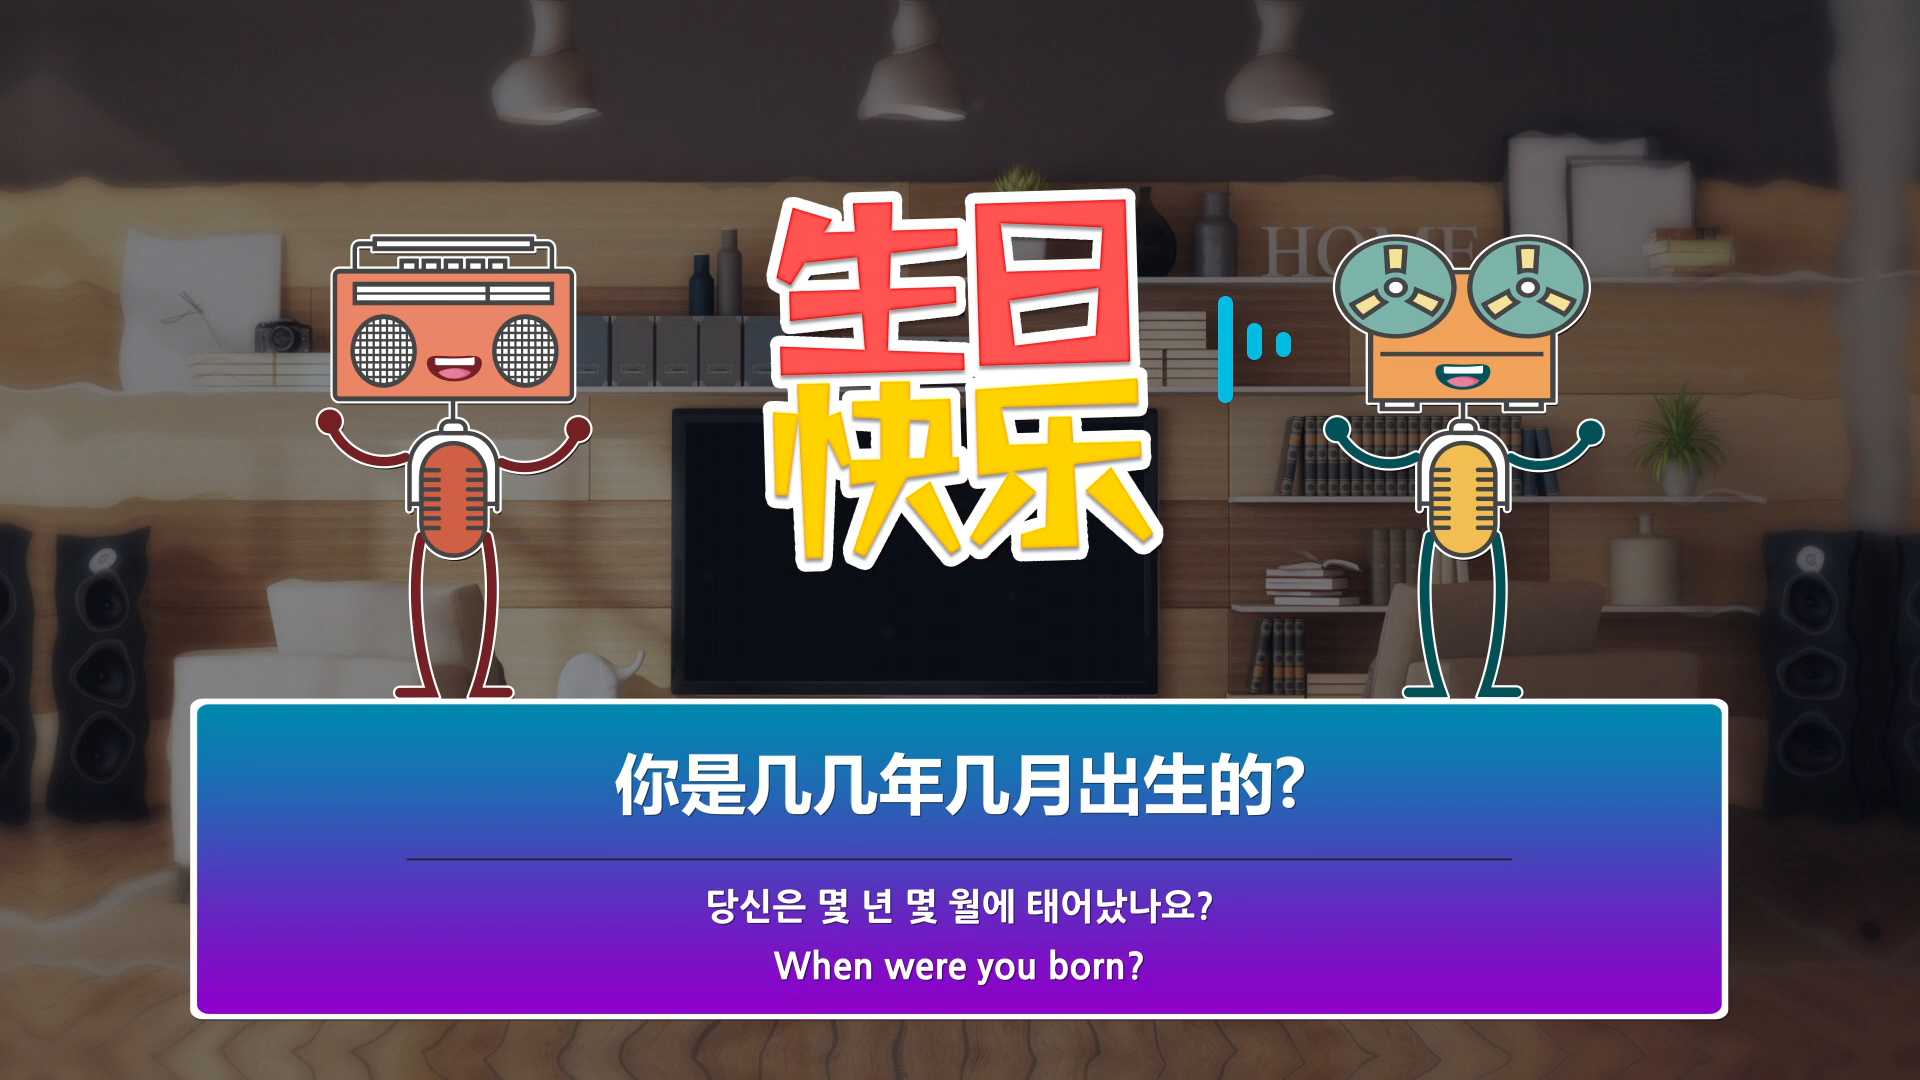 生日
快乐
HOME
你是几几年几月出生的?
당신은 몇 년 몇 월에 태어났나요?
When were you born?